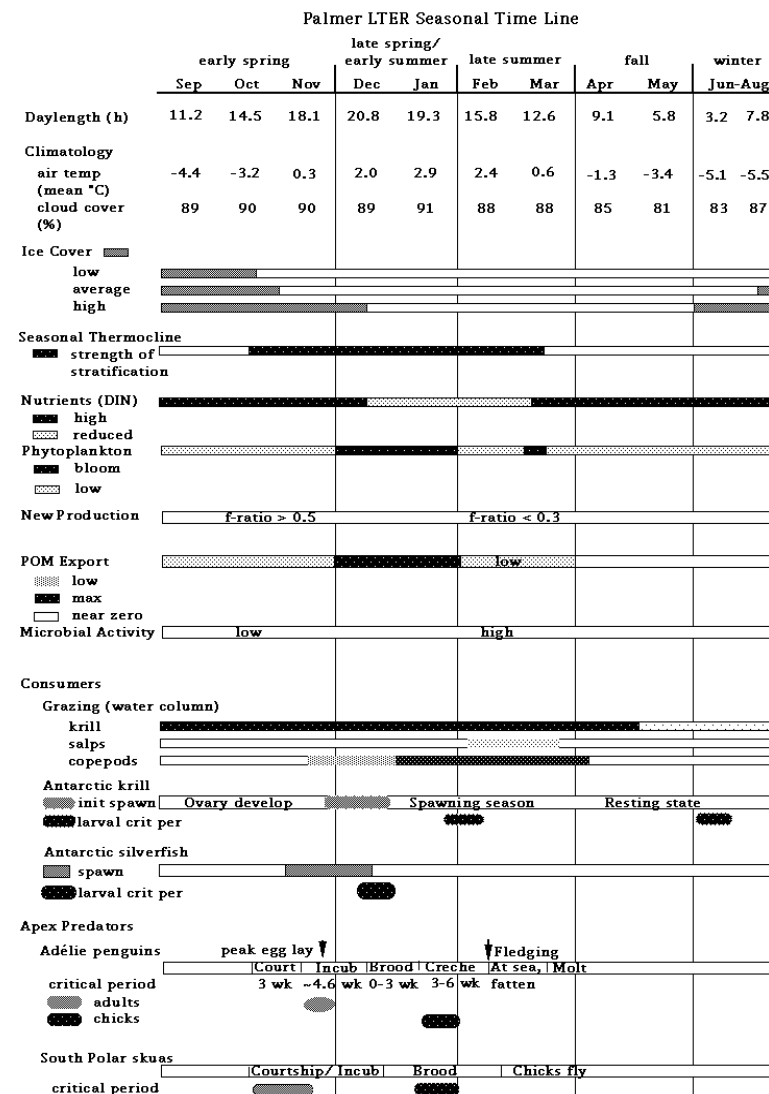 Palmer LTER Seasonal Time Line
late spring/
early spring early summer late summer fall winter
Sep Oct Nov Dec Jan Feb Mar Apr May Jun-Aug
Daylength (h) 11.2 14.5 18.1 20.8 19.3 15.8 12.6 9.1 5.8 3.2 7.8
Climatology
air temp -4.4 -3.2 0.3 2.0 2.9 2.4 0.6 -1.3 -3.4 -5.1 -5.5
(mean °C)
cloud cover 89 90 90 89 91 88 88 85 81 83 87
(%)
Ice Cover
low
average
high
Seasonal Thermocline
strength of
stratification
Nutrients (DIN)
high
reduced
Phytoplankton
bloom
low
New Production f-ratio > 0.5 f-ratio < 0.3
POM Export low
low
max
near zero
Microbial Activity low high
Consumers
Grazing (water column)
krill
salps
copepods
Antarctic krill
init spawn Ovary develop Spawning season Resting state
larval crit per
Antarctic silverfish
spawn
larval crit per
Apex Predators
Adélie penguins peak egg lay Fledging
Court Incub Brood Creche At sea, Molt
critical period 3 wk ~4.6 wk 0-3 wk 3-6 wk fatten
adults
chicks
South Polar skuas
Courtship/ Incub Brood Chicks fly
critical period